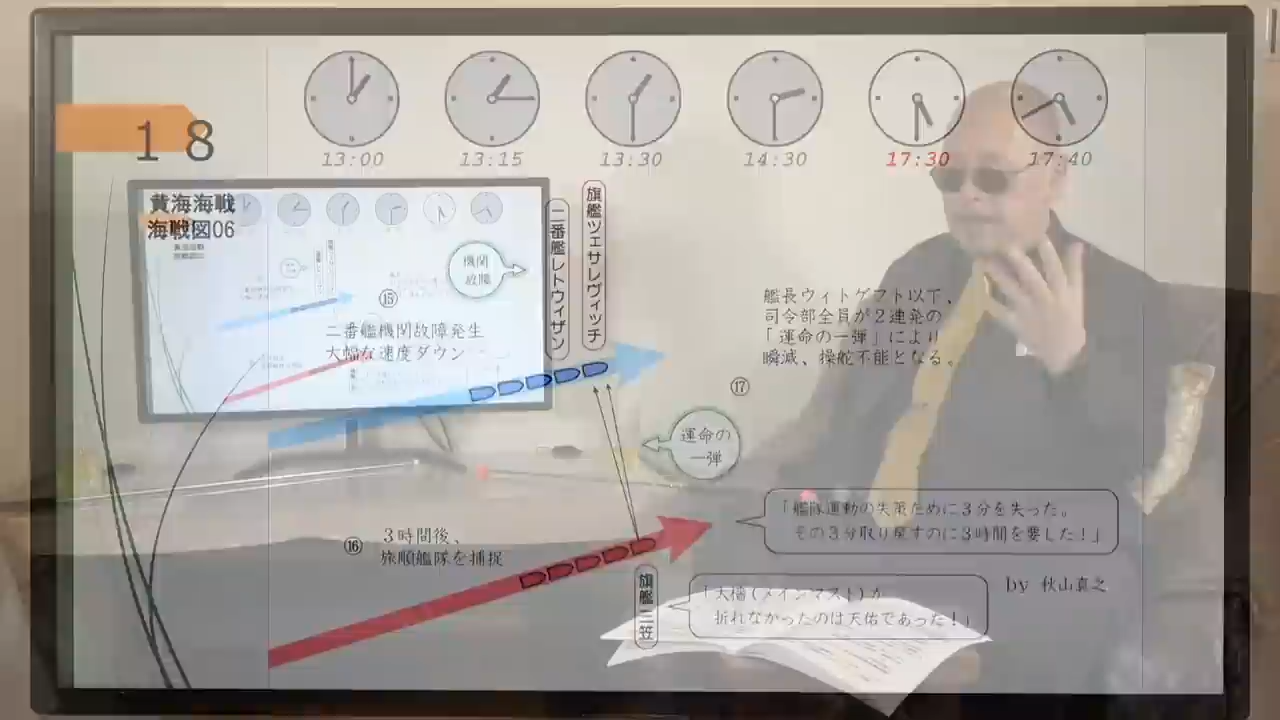 18
13:00
13:15
13:30
14:30
17:30
17:40
黄海海戦
海戦図06
機関
故障
二番艦レトウィザン
旗艦ツェサレヴィッチ
⑮
二番艦機関故障発生
大幅な速度ダウン
艦長ウィトゲフト以下、
司令部全員が2連発の
「運命の一弾」により
瞬滅、操舵不能となる。
⑰
運命の
一弾
⑯
3時間後、
旅順艦隊を捕捉
「艦隊運動の失策ために3分を失った。
その3分取り戻すのに3時間を要した!」
by 秋山真之
旗艦三笠
「大檣(メインマスト)が
折れなかったのは天佑であった!」